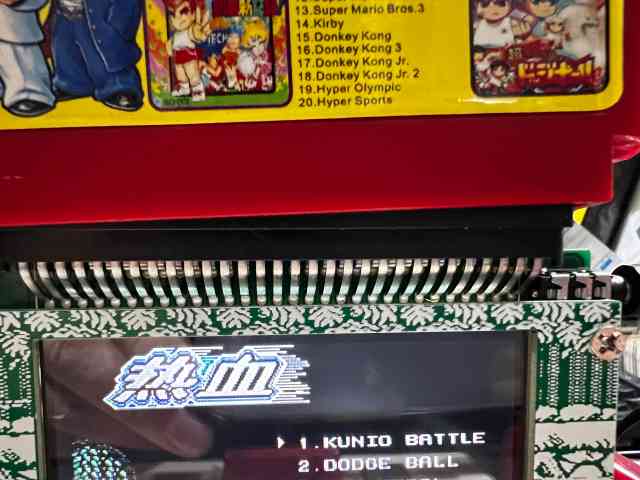 13.Super Mario Bros.3
14.Kirby
15.Donkey Kong
16.Donkey Kong 3
17.Donkey Kong Jr.
18.Donkey Kong Jr. 2
19.Hyper Olympic
20.Hyper Sports
熱血
1.KUNIO BATTLE
2.DODGE BALL